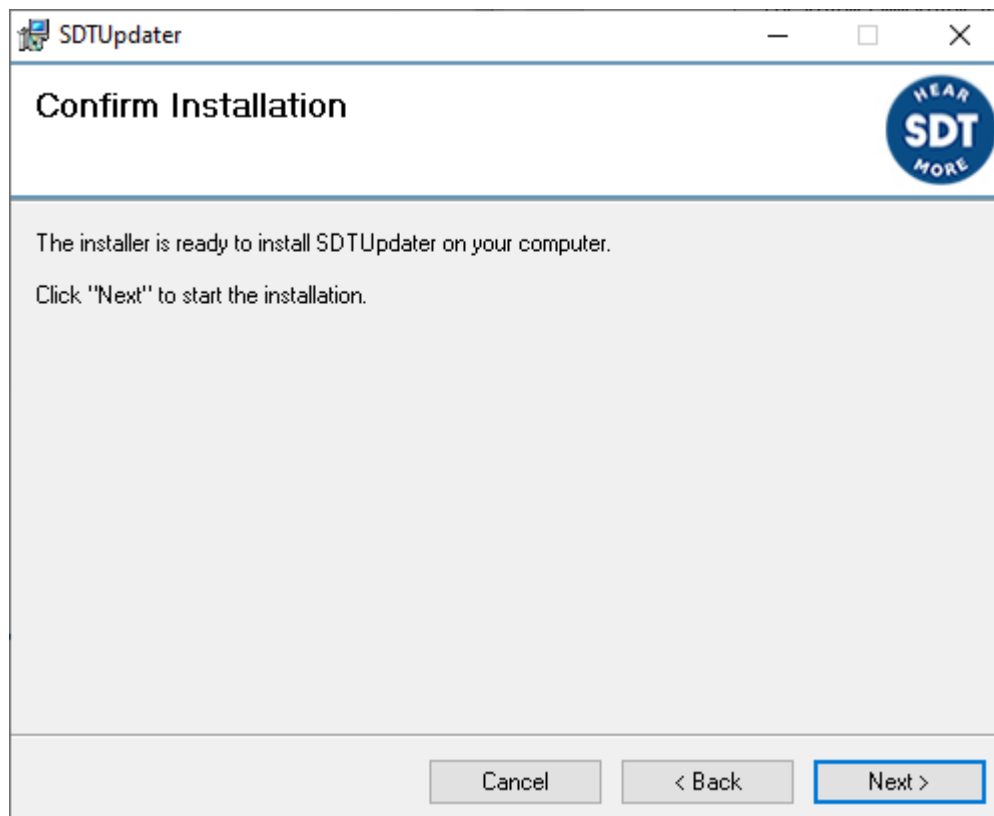 SDTUpdater
Confirm Installation
HEAR
SDT
MORE
The installer is ready to install SDTUpdater on your computer.
Click "Next" to start the installation.
Cancel
< Back
Next >